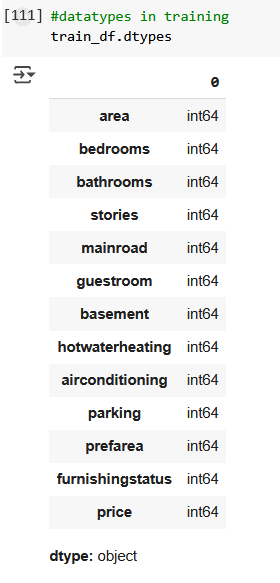 [111] #datatypes in training
train_df.dtypes
0
area int64
bedrooms int64
bathrooms int64
stories int64
mainroad int64
guestroom int64
basement int64
hotwaterheating int64
airconditioning int64
parking int64
prefarea int64
furnishingstatus int64
price int64
dtype: object